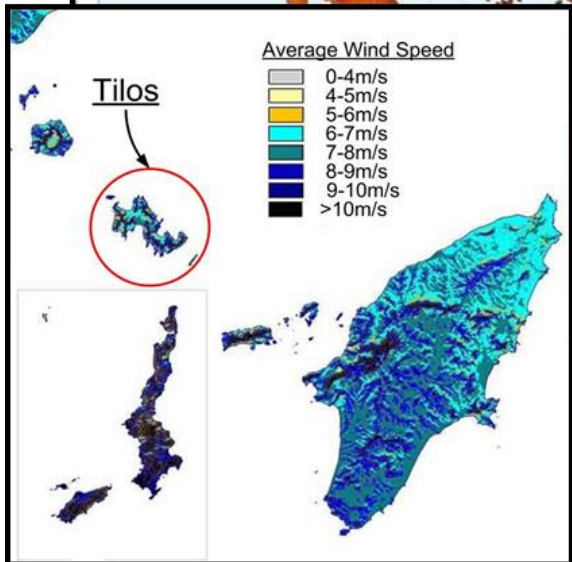 Average Wind Speed
0-4m/s
4-5m/s
5-6m/s
6-7m/s
7-8m/s
8-9m/s
9-10m/s
>10m/s
Tilos